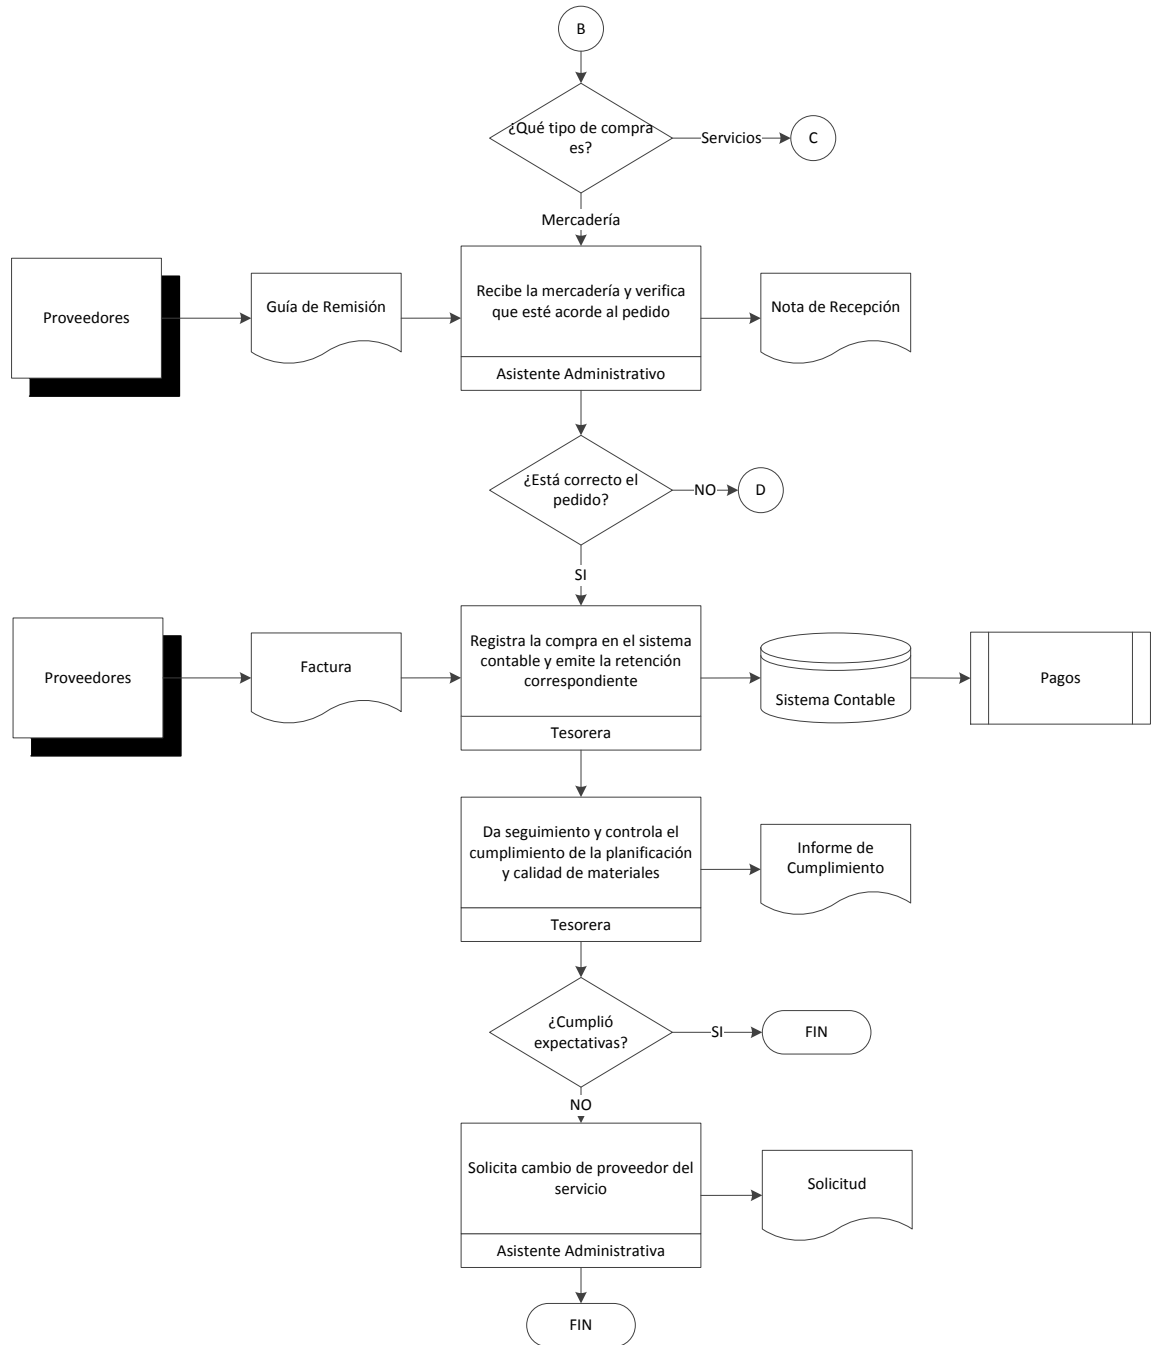 B
¿Qué tipo de compra
es?
Servicios
C
Mercadería
Proveedores
Guía de Remisión
Recibe la mercadería y verifica
que esté acorde al pedido
Asistente Administrativo
Nota de Recepción
¿Está correcto el
pedido?
NO
D
SI
Proveedores
Factura
Registra la compra en el sistema
contable y emite la retención
correspondiente
Tesorera
Sistema Contable
Pagos
Da seguimiento y controla el
cumplimiento de la planificación
y calidad de materiales
Tesorera
Informe de
Cumplimiento
¿Cumplió
expectativas?
SI
FIN
NO
Solicita cambio de proveedor del
servicio
Asistente Administrativa
Solicitud
FIN